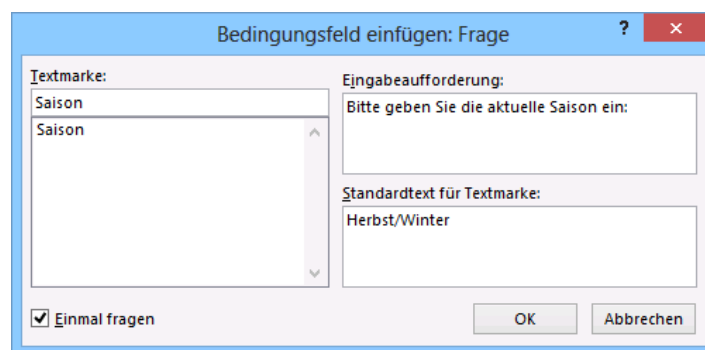 Bedingungsfeld einfügen: Frage
?
Textmarke:
Saison
Saison
Eingabeaufforderung:
Bitte geben Sie die aktuelle Saison ein:
Standardtext für Textmarke:
Herbst/Winter
Einmal fragen
OK
Abbrechen